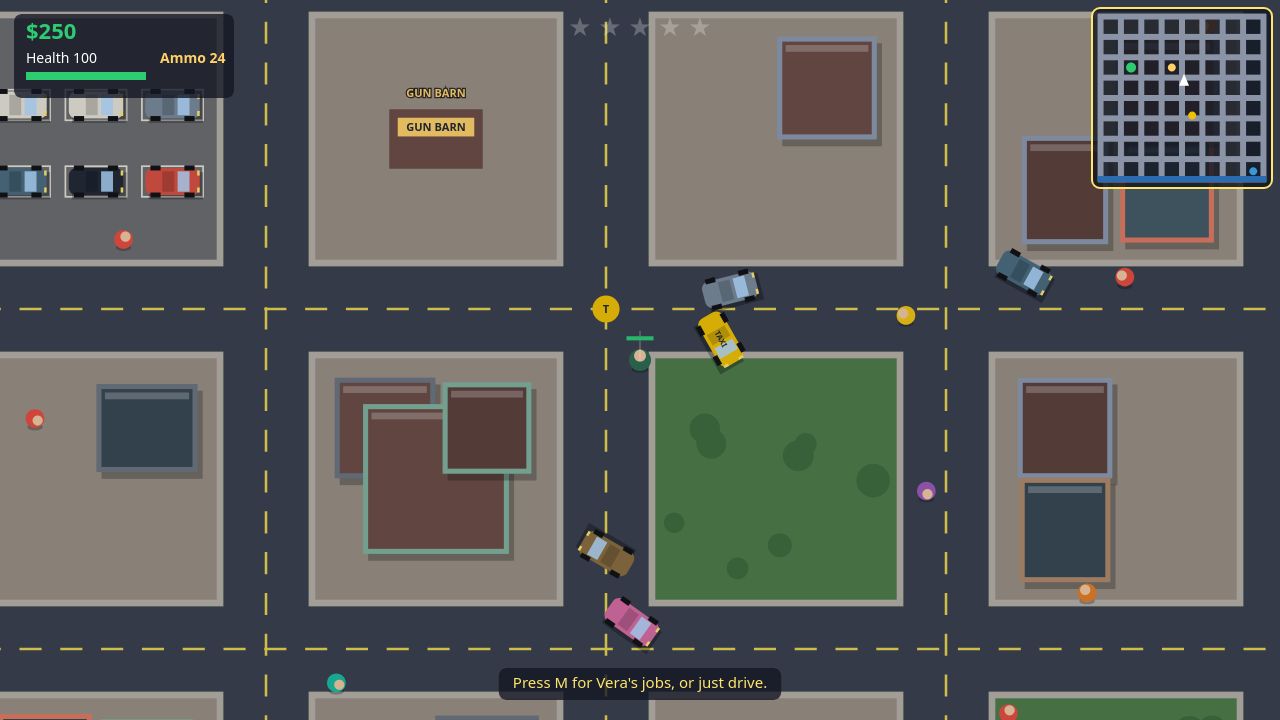 $250
Health 100
Ammo 24
GUN BARN
GUN BARN
T
TAXI
Press M for Vera's jobs, or just drive.